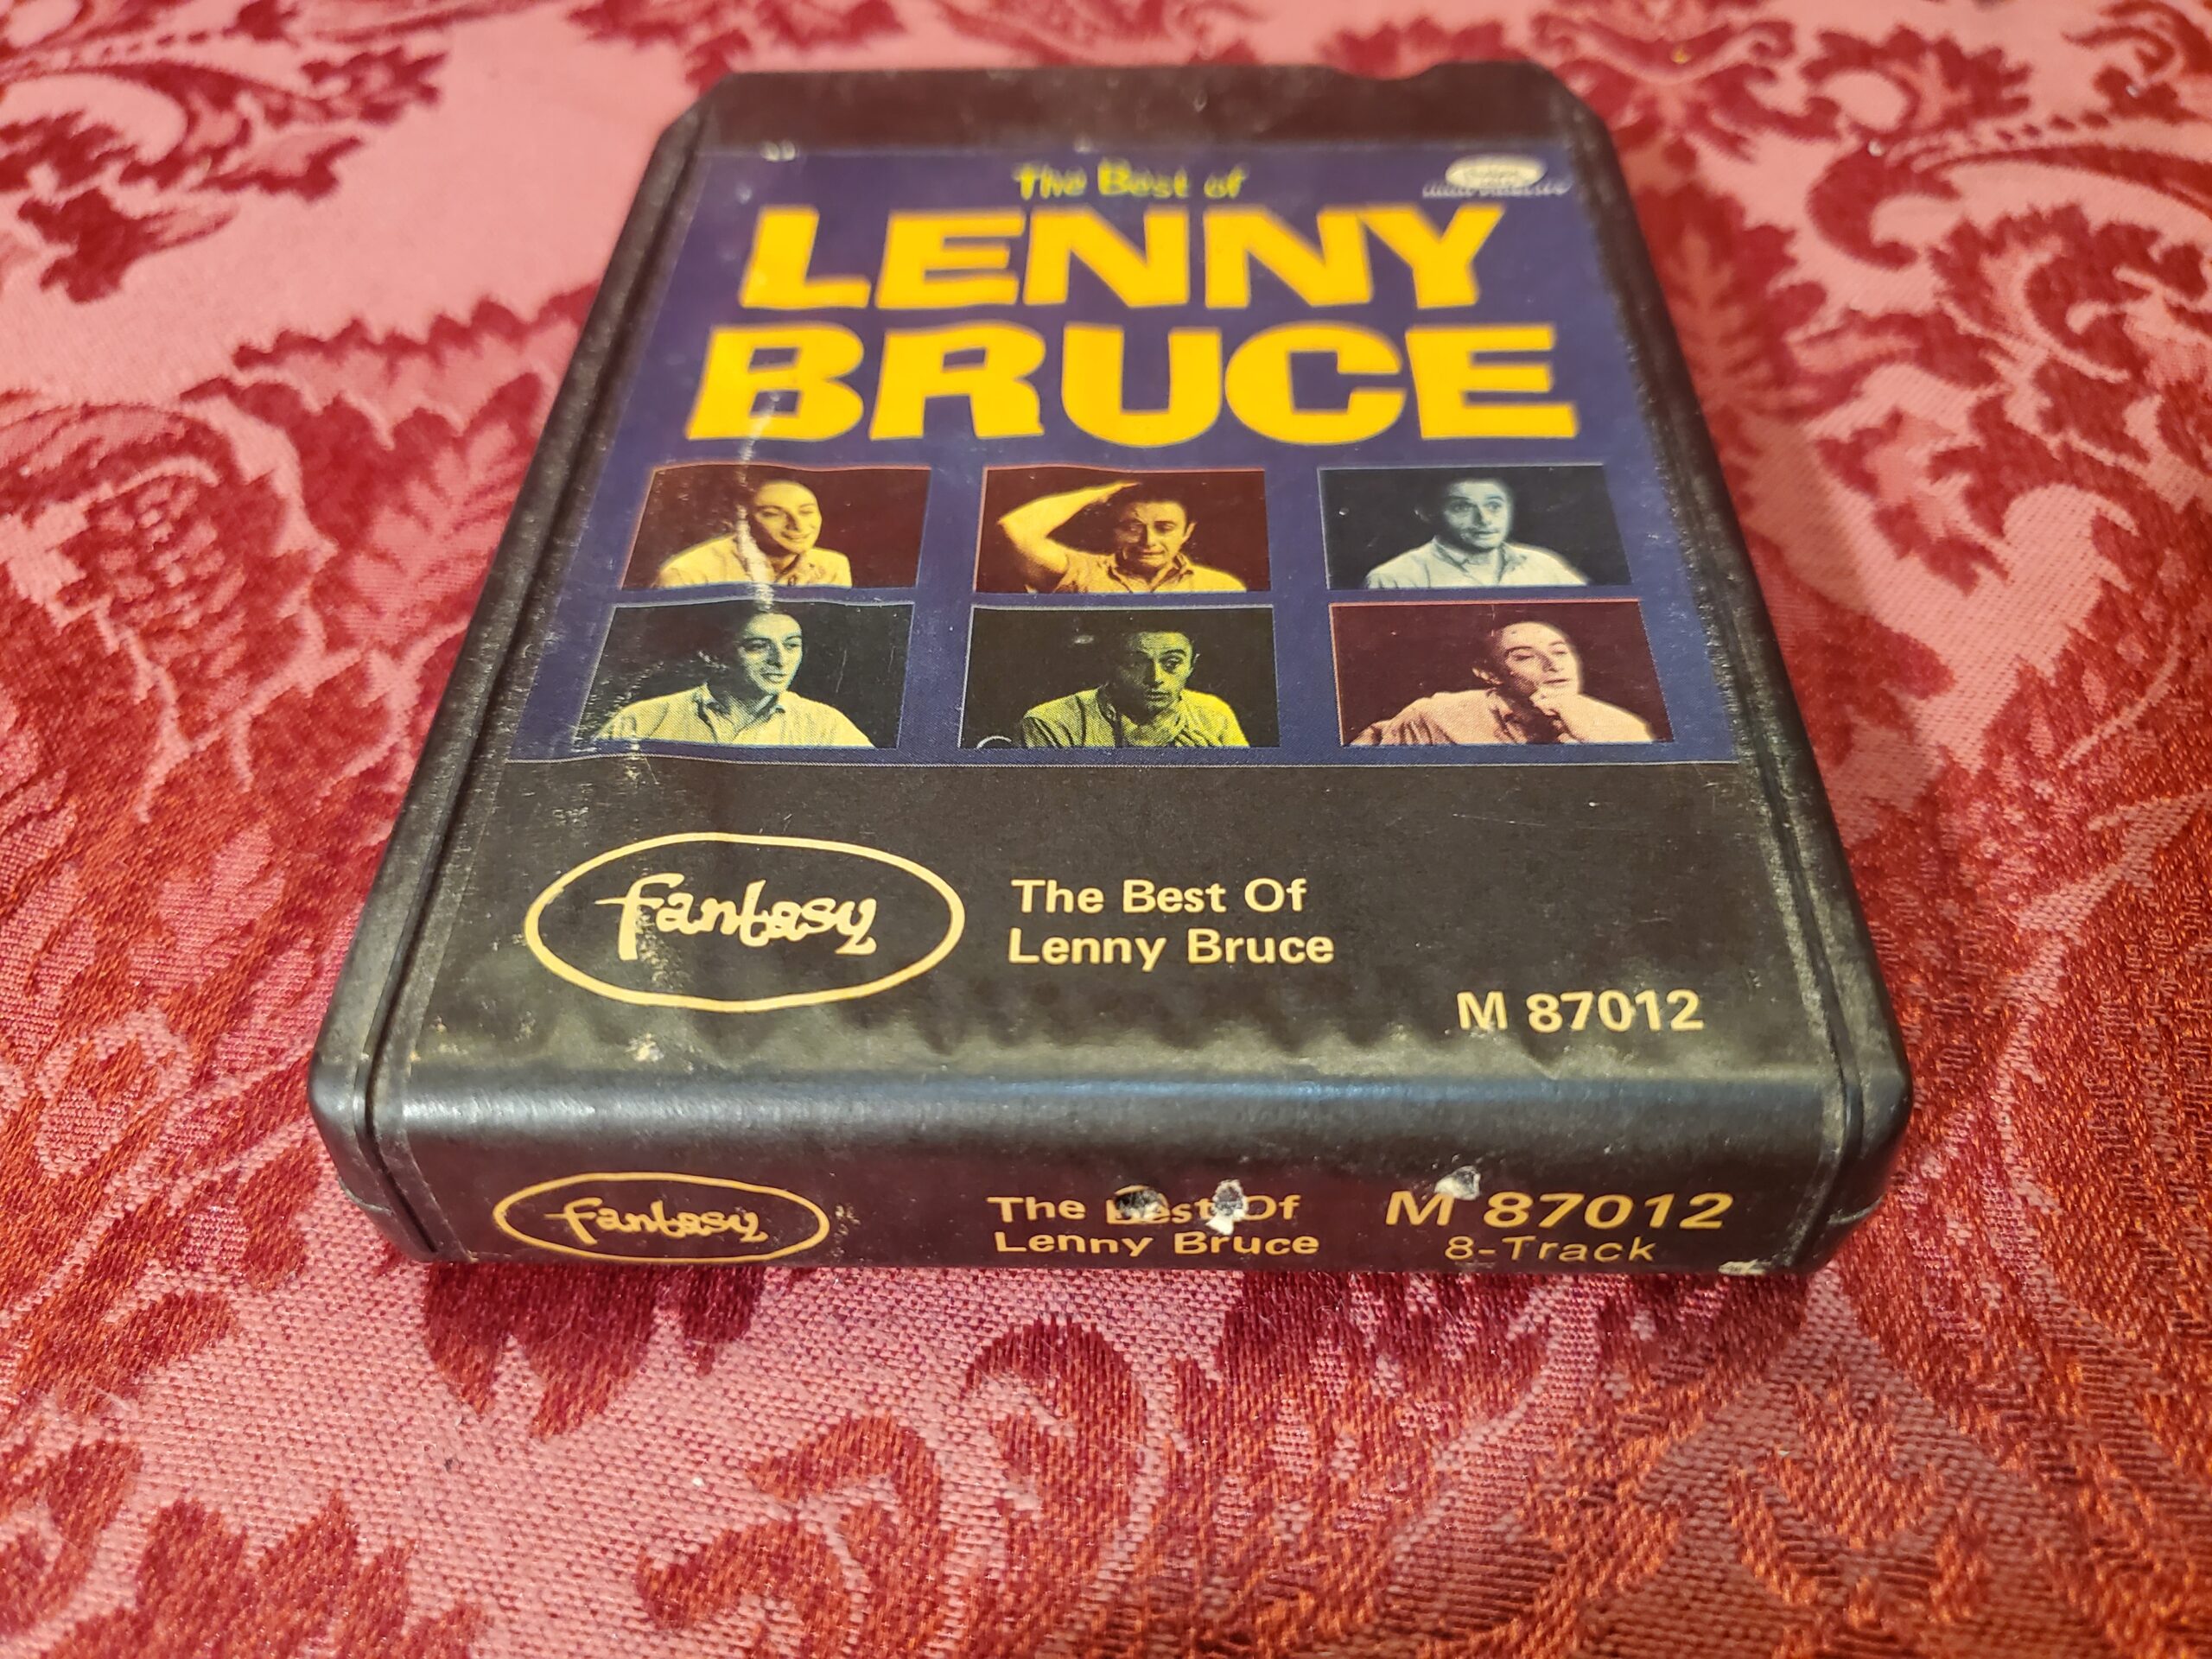 The Best of
LENNY
BRUCE
fantasy
The Best Of
Lenny Bruce
M 87012
fantasy
The Best Of
Lenny Bruce
M 87012
8-Track